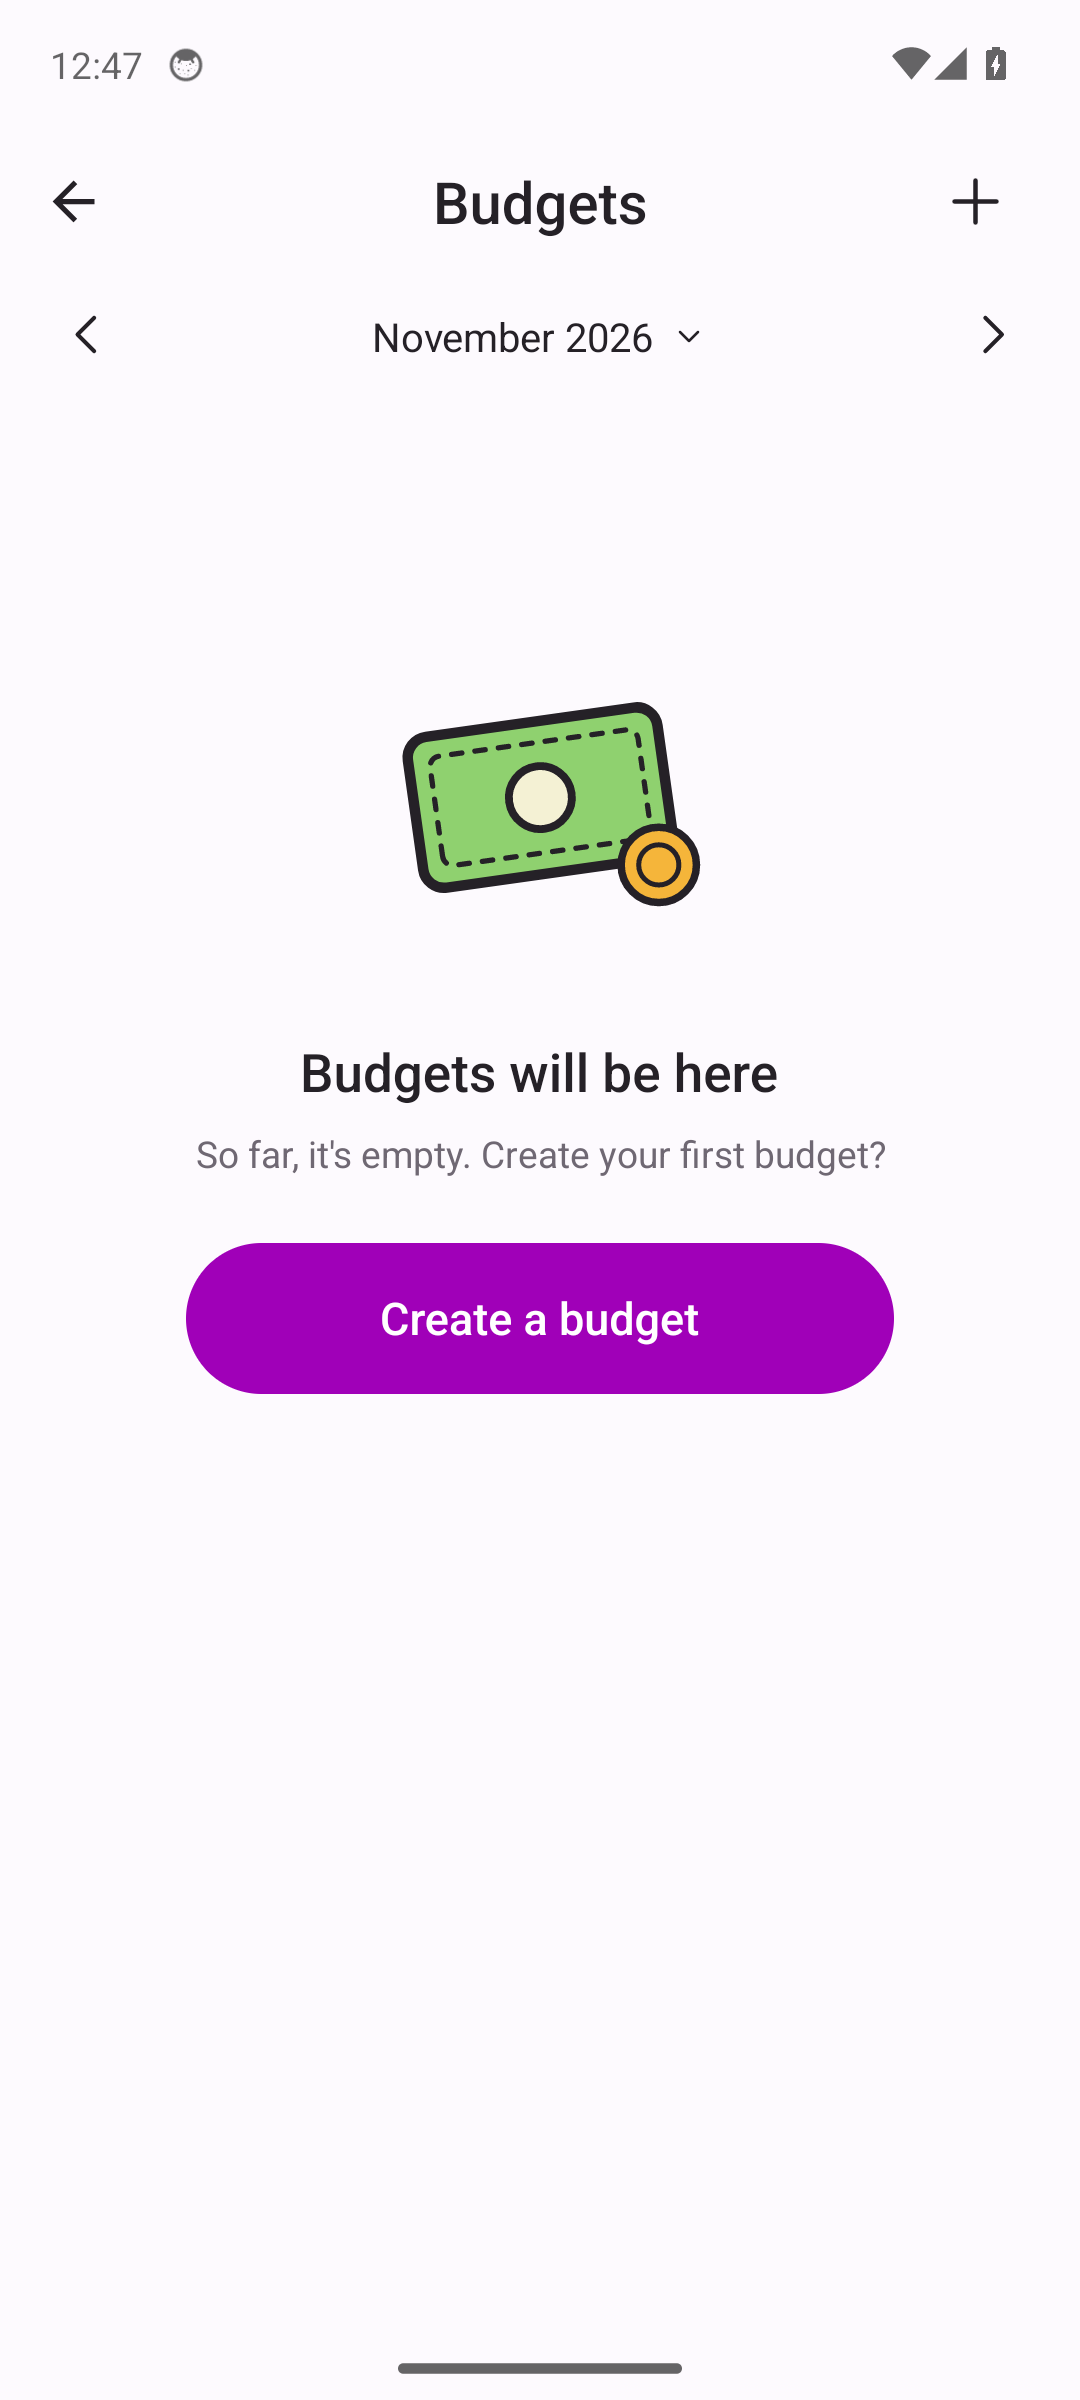 12:47
Budgets
November 2026
Budgets will be here
So far, it's empty. Create your first budget?
Create a budget